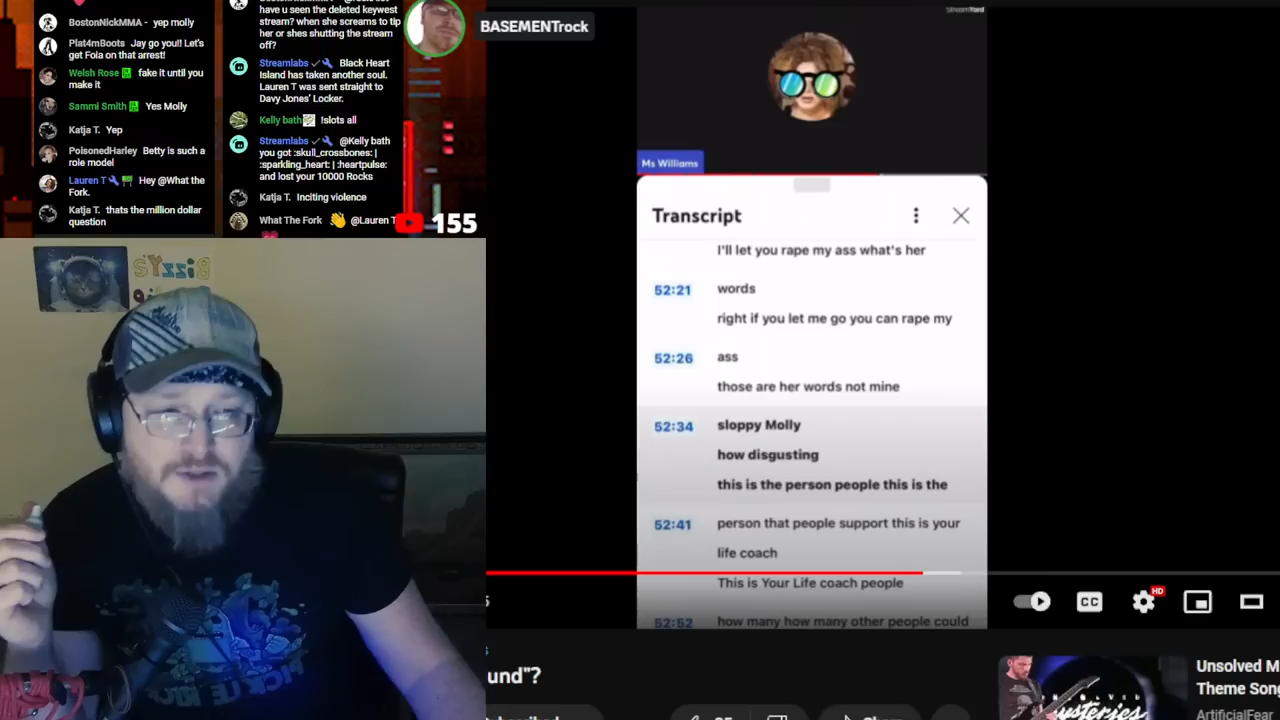 BostonNickMMA - yep molly
Plat4mBoots Jay go you!! Let's
get Fola on that arrest!
Welsh Rose fake it until you
make it
Sammi Smith Yes Molly
Katja T. Yep
PoisonedHarley Betty is such a
role model
Lauren T Hey @What the
Fork.
Katja T. thats the million dollar
question
have u seen the deleted keywest
stream? when she screams to tip
her or shes shutting the stream
off?
Streamlabs Black Heart
Island has taken another soul.
Lauren T was sent straight to
Davy Jones' Locker.
Kelly bath !slots all
Streamlabs @Kelly bath
you got :skull_crossbones: |
:sparkling_heart: | :heartpulse:
and lost your 10000 Rocks
Katja T. Inciting violence
What The Fork @Lauren T
155
BASEMENTrock
BizzY's
StreamYard
Ms Williams
Transcript
I'll let you rape my ass what's her
52:21 words
right if you let me go you can rape my
52:26 ass
those are her words not mine
52:34 sloppy Molly
how disgusting
this is the person people this is the
52:41 person that people support this is your
life coach
This is Your Life coach people
52:52 how many how many other people could
CC
HD
und"?
Share
Unsolved M
Theme Song
ArtificialFear